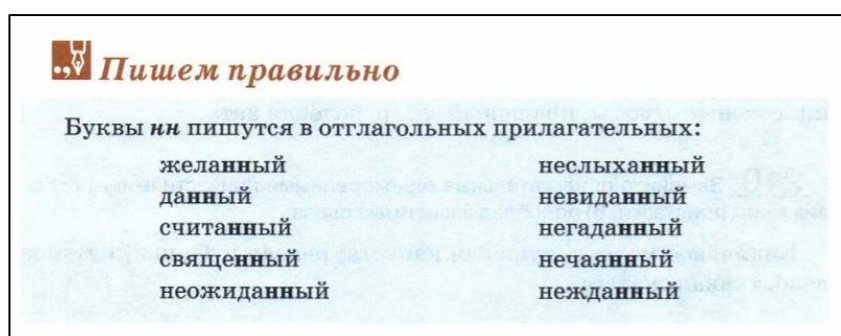 Пишем правильно
Буквы нн пишутся в отглагольных прилагательных:
желанный неслыханный
данный невиданный
считанный негаданный
священный нечаянный
неожиданный нежданный